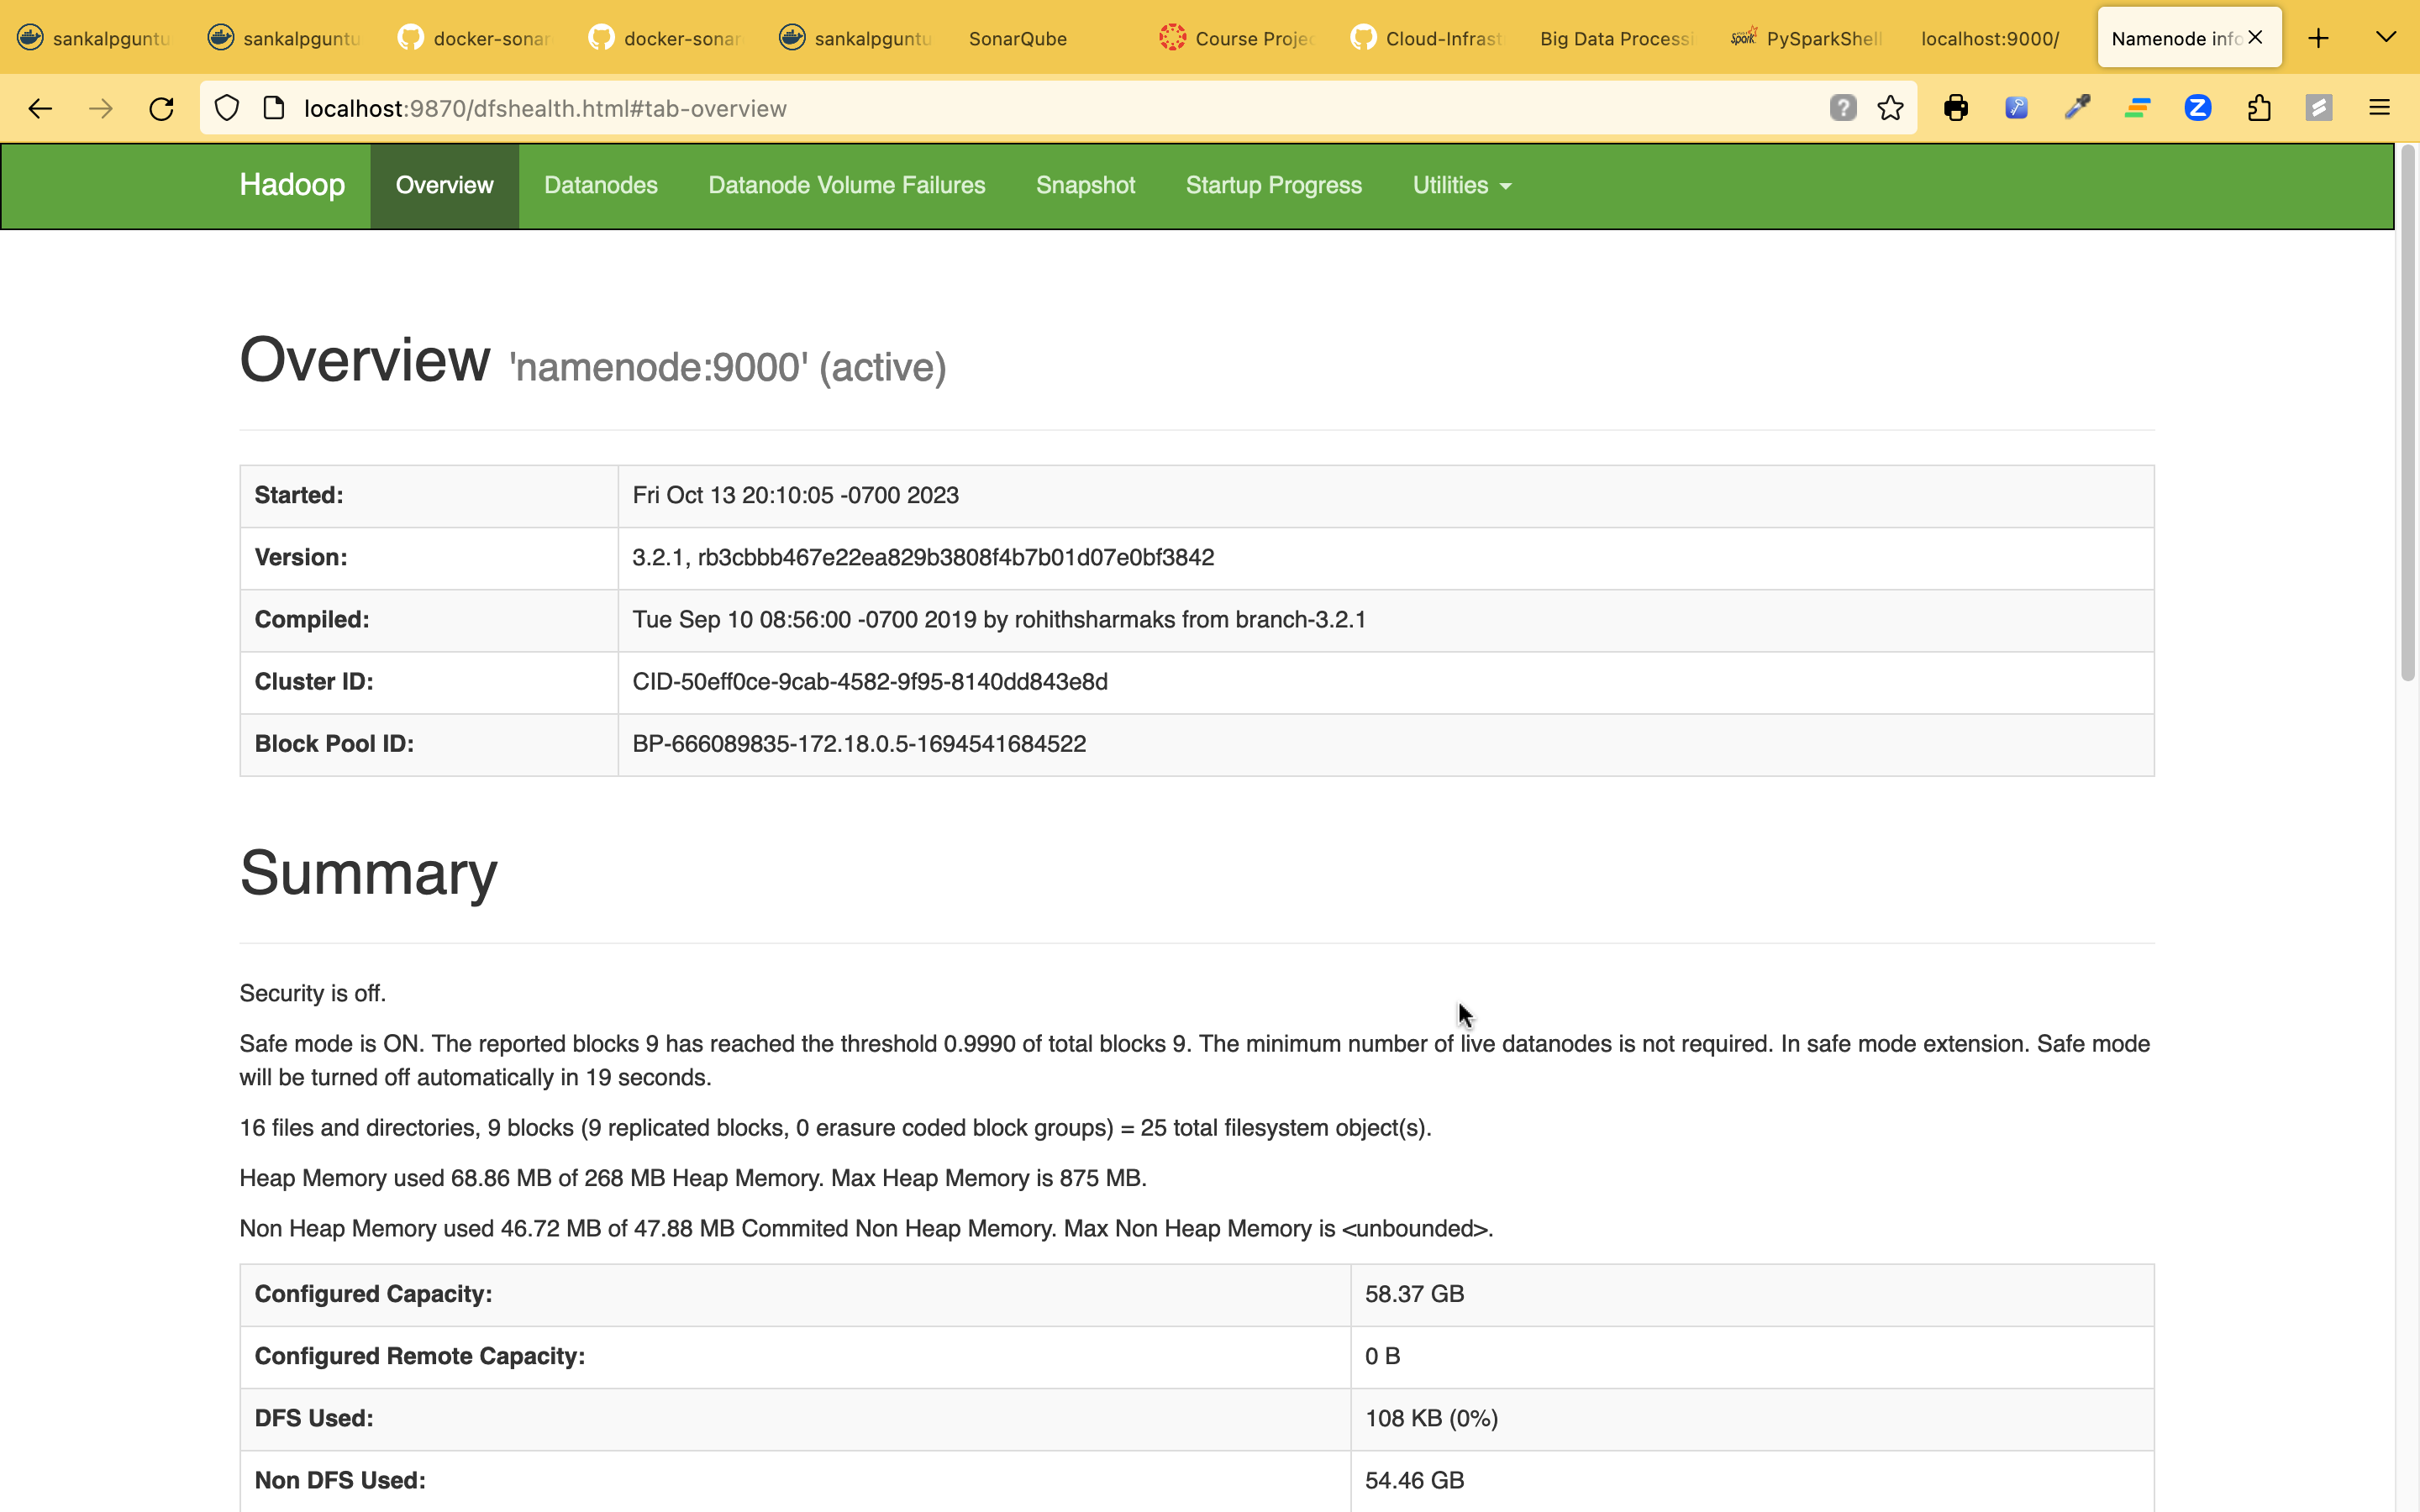 sankalpguntu
sankalpguntu
docker-sonar
docker-sonar
sankalpguntu
SonarQube
Course Projec
Cloud-Infrast
Big Data Processi
Spark PySparkShell
localhost:9000/
Namenode info
localhost:9870/dfshealth.html#tab-overview
Hadoop Overview Datanodes Datanode Volume Failures Snapshot Startup Progress Utilities
Overview 'namenode:9000' (active)
Started: Fri Oct 13 20:10:05 -0700 2023
Version: 3.2.1, rb3cbbb467e22ea829b3808f4b7b01d07e0bf3842
Compiled: Tue Sep 10 08:56:00 -0700 2019 by rohithsharmaks from branch-3.2.1
Cluster ID: CID-50eff0ce-9cab-4582-9f95-8140dd843e8d
Block Pool ID: BP-666089835-172.18.0.5-1694541684522
Summary
Security is off.
Safe mode is ON. The reported blocks 9 has reached the threshold 0.9990 of total blocks 9. The minimum number of live datanodes is not required. In safe mode extension. Safe mode
will be turned off automatically in 19 seconds.
16 files and directories, 9 blocks (9 replicated blocks, 0 erasure coded block groups) = 25 total filesystem object(s).
Heap Memory used 68.86 MB of 268 MB Heap Memory. Max Heap Memory is 875 MB.
Non Heap Memory used 46.72 MB of 47.88 MB Commited Non Heap Memory. Max Non Heap Memory is <unbounded>.
Configured Capacity: 58.37 GB
Configured Remote Capacity: 0 B
DFS Used: 108 KB (0%)
Non DFS Used: 54.46 GB